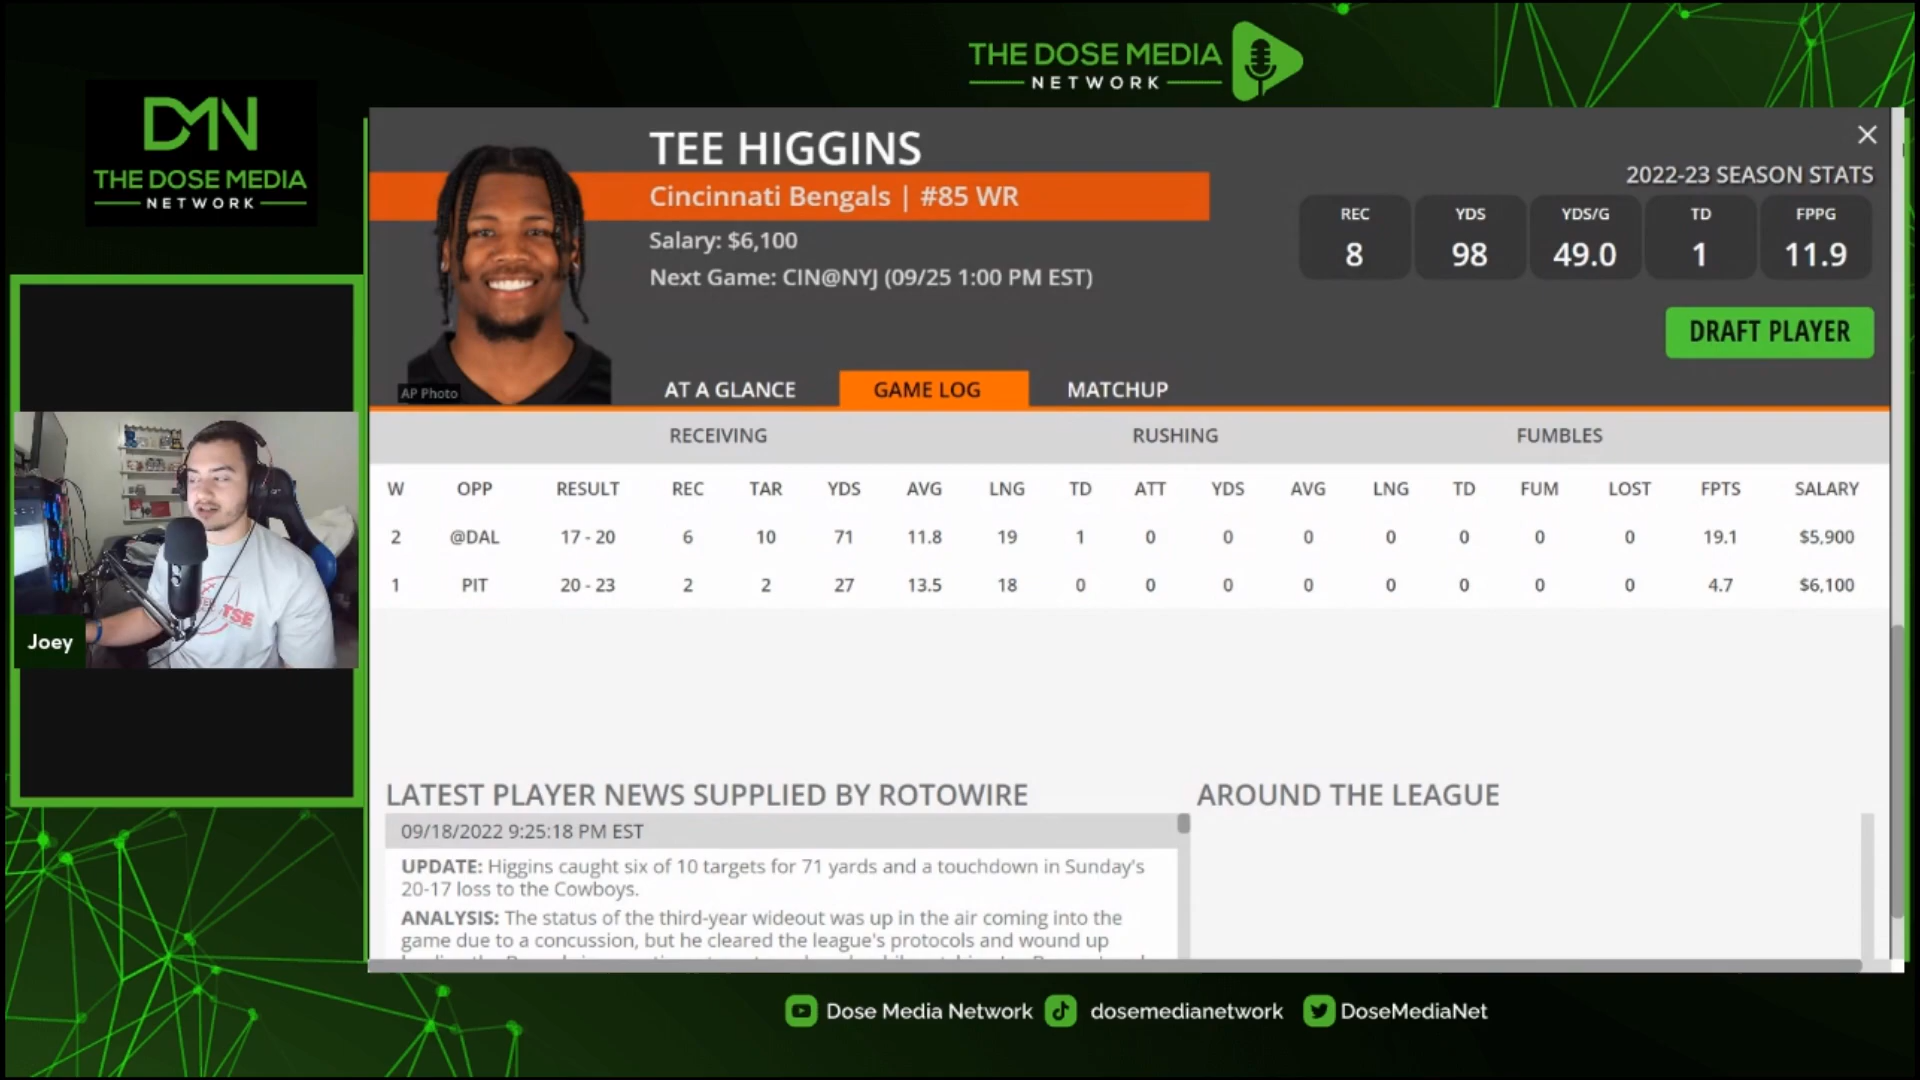 THE DOSE MEDIA
NETWORK
DMN
THE DOSE MEDIA
NETWORK
TEE HIGGINS
Cincinnati Bengals | #85 WR
Salary: $6,100
Next Game: CIN@NYJ (09/25 1:00 PM EST)
2022-23 SEASON STATS
REC YDS YDS/G TD FPPG
8 98 49.0 1 11.9
DRAFT PLAYER
AP Photo
AT A GLANCE GAME LOG MATCHUP
RECEIVING RUSHING FUMBLES
W OPP RESULT REC TAR YDS AVG LNG TD ATT YDS AVG LNG TD FUM LOST FPTS SALARY
2 @DAL 17 - 20 6 10 71 11.8 19 1 0 0 0 0 0 0 0 19.1 $5,900
1 PIT 20 - 23 2 2 27 13.5 18 0 0 0 0 0 0 0 0 4.7 $6,100
TSE
Joey
LATEST PLAYER NEWS SUPPLIED BY ROTOWIRE
AROUND THE LEAGUE
09/18/2022 9:25:18 PM EST
UPDATE: Higgins caught six of 10 targets for 71 yards and a touchdown in Sunday's
20-17 loss to the Cowboys.
ANALYSIS: The status of the third-year wideout was up in the air coming into the
game due to a concussion, but he cleared the league's protocols and wound up
Dose Media Network dosemedianetwork DoseMediaNet